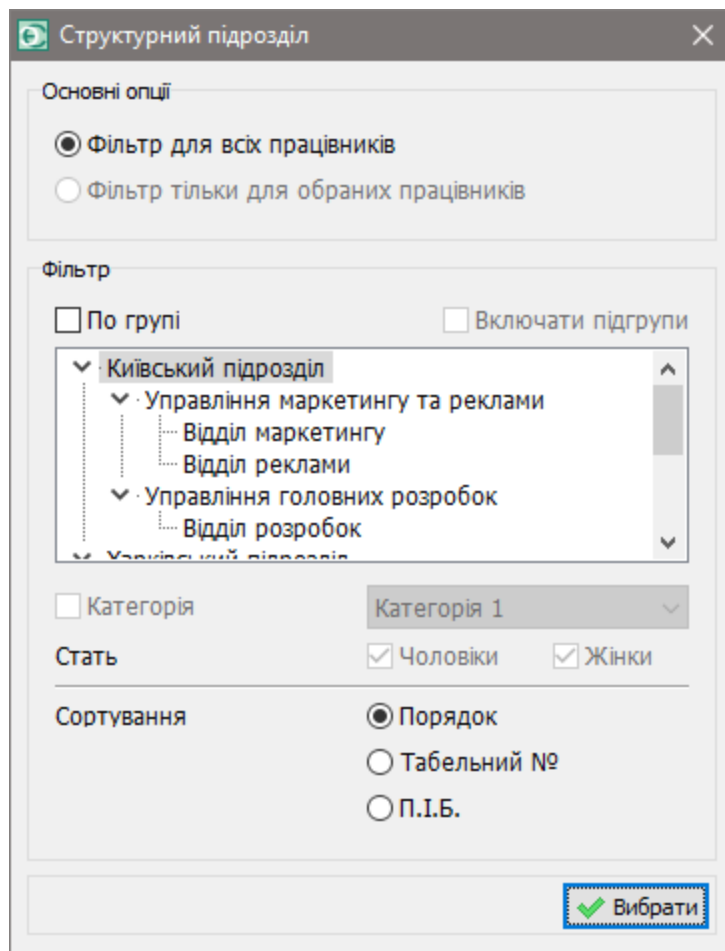 Структурний підрозділ
Основні опції
Фільтр для всіх працівників
Фільтр тільки для обраних працівників
Фільтр
По групі Включати підгрупи
Київський підрозділ
Управління маркетингу та реклами
Відділ маркетингу
Відділ реклами
Управління головних розробок
Відділ розробок
Харківський підрозділ
Категорія Категорія 1
Стать Чоловіки Жінки
Сортування Порядок
Табельний №
П.І.Б.
Вибрати